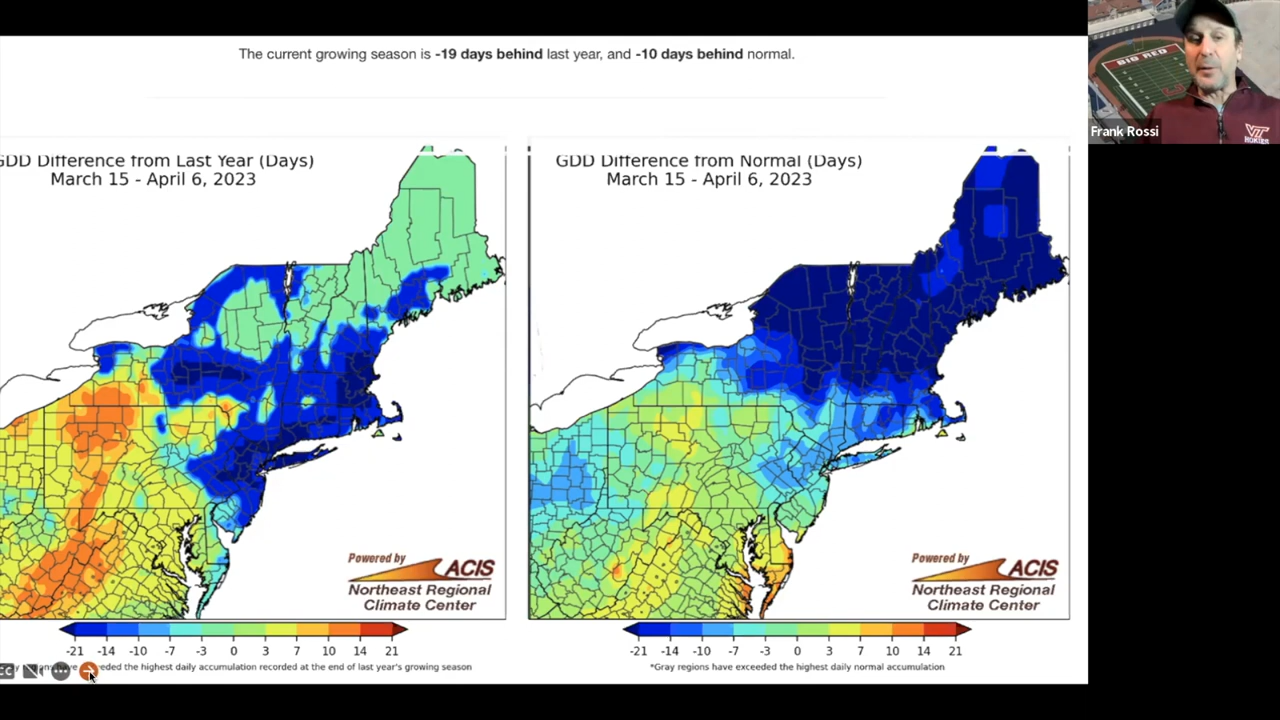 The current growing season is -19 days behind last year, and -10 days behind normal.
BIG RED
VT
Frank Rossi
GDD Difference from Last Year (Days)
March 15 - April 6, 2023
Powered by
ACIS
Northeast Regional
Climate Center
-21 -14 -10 -7 -3 0 3 7 10 14 21
the highest daily accumulation recorded at the end of last year's growing season
GDD Difference from Normal (Days)
March 15 - April 6, 2023
Powered by
ACIS
Northeast Regional
Climate Center
-21 -14 -10 -7 -3 0 3 7 10 14 21
*Gray regions have exceeded the highest daily normal accumulation
CC